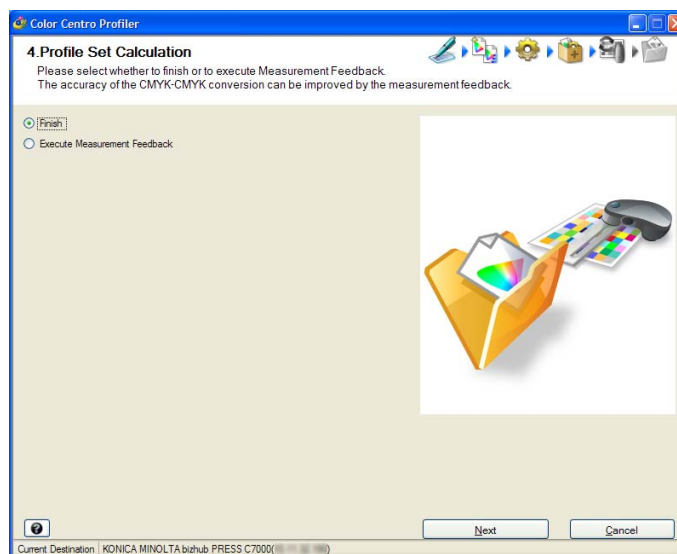 Color Centro Profiler
4.Profile Set Calculation
Please select whether to finish or to execute Measurement Feedback.
The accuracy of the CMYK-CMYK conversion can be improved by the measurement feedback.
Finish
Execute Measurement Feedback
Next
Cancel
Current Destination KONICA MINOLTA bizhub PRESS C7000(